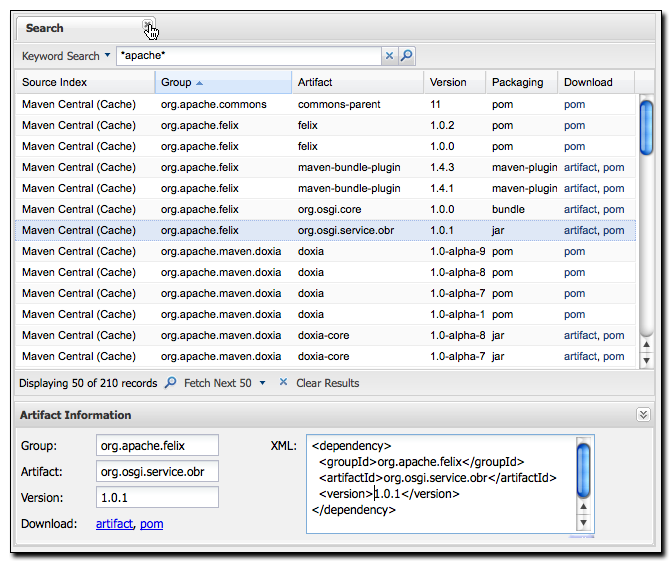 Search
Keyword Search *apache*
Source Index Group Artifact Version Packaging Download
Maven Central (Cache) org.apache.commons commons-parent 11 pom pom
Maven Central (Cache) org.apache.felix felix 1.0.2 pom pom
Maven Central (Cache) org.apache.felix felix 1.0.0 pom pom
Maven Central (Cache) org.apache.felix maven-bundle-plugin 1.4.3 maven-plugin artifact, pom
Maven Central (Cache) org.apache.felix maven-bundle-plugin 1.4.1 maven-plugin artifact, pom
Maven Central (Cache) org.apache.felix org.osgi.core 1.0.0 bundle artifact, pom
Maven Central (Cache) org.apache.felix org.osgi.service.obr 1.0.1 jar artifact, pom
Maven Central (Cache) org.apache.maven.doxia doxia 1.0-alpha-9 pom pom
Maven Central (Cache) org.apache.maven.doxia doxia 1.0-alpha-8 pom pom
Maven Central (Cache) org.apache.maven.doxia doxia 1.0-alpha-7 pom pom
Maven Central (Cache) org.apache.maven.doxia doxia 1.0-alpha-1 pom pom
Maven Central (Cache) org.apache.maven.doxia doxia-core 1.0-alpha-8 jar artifact, pom
Maven Central (Cache) org.apache.maven.doxia doxia-core 1.0-alpha-7 jar artifact, pom
Displaying 50 of 210 records Fetch Next 50 Clear Results
Artifact Information
Group: org.apache.felix
Artifact: org.osgi.service.obr
Version: 1.0.1
Download: artifact, pom
XML: <dependency>
<groupId>org.apache.felix</groupId>
<artifactId>org.osgi.service.obr</artifactId>
<version>1.0.1</version>
</dependency>